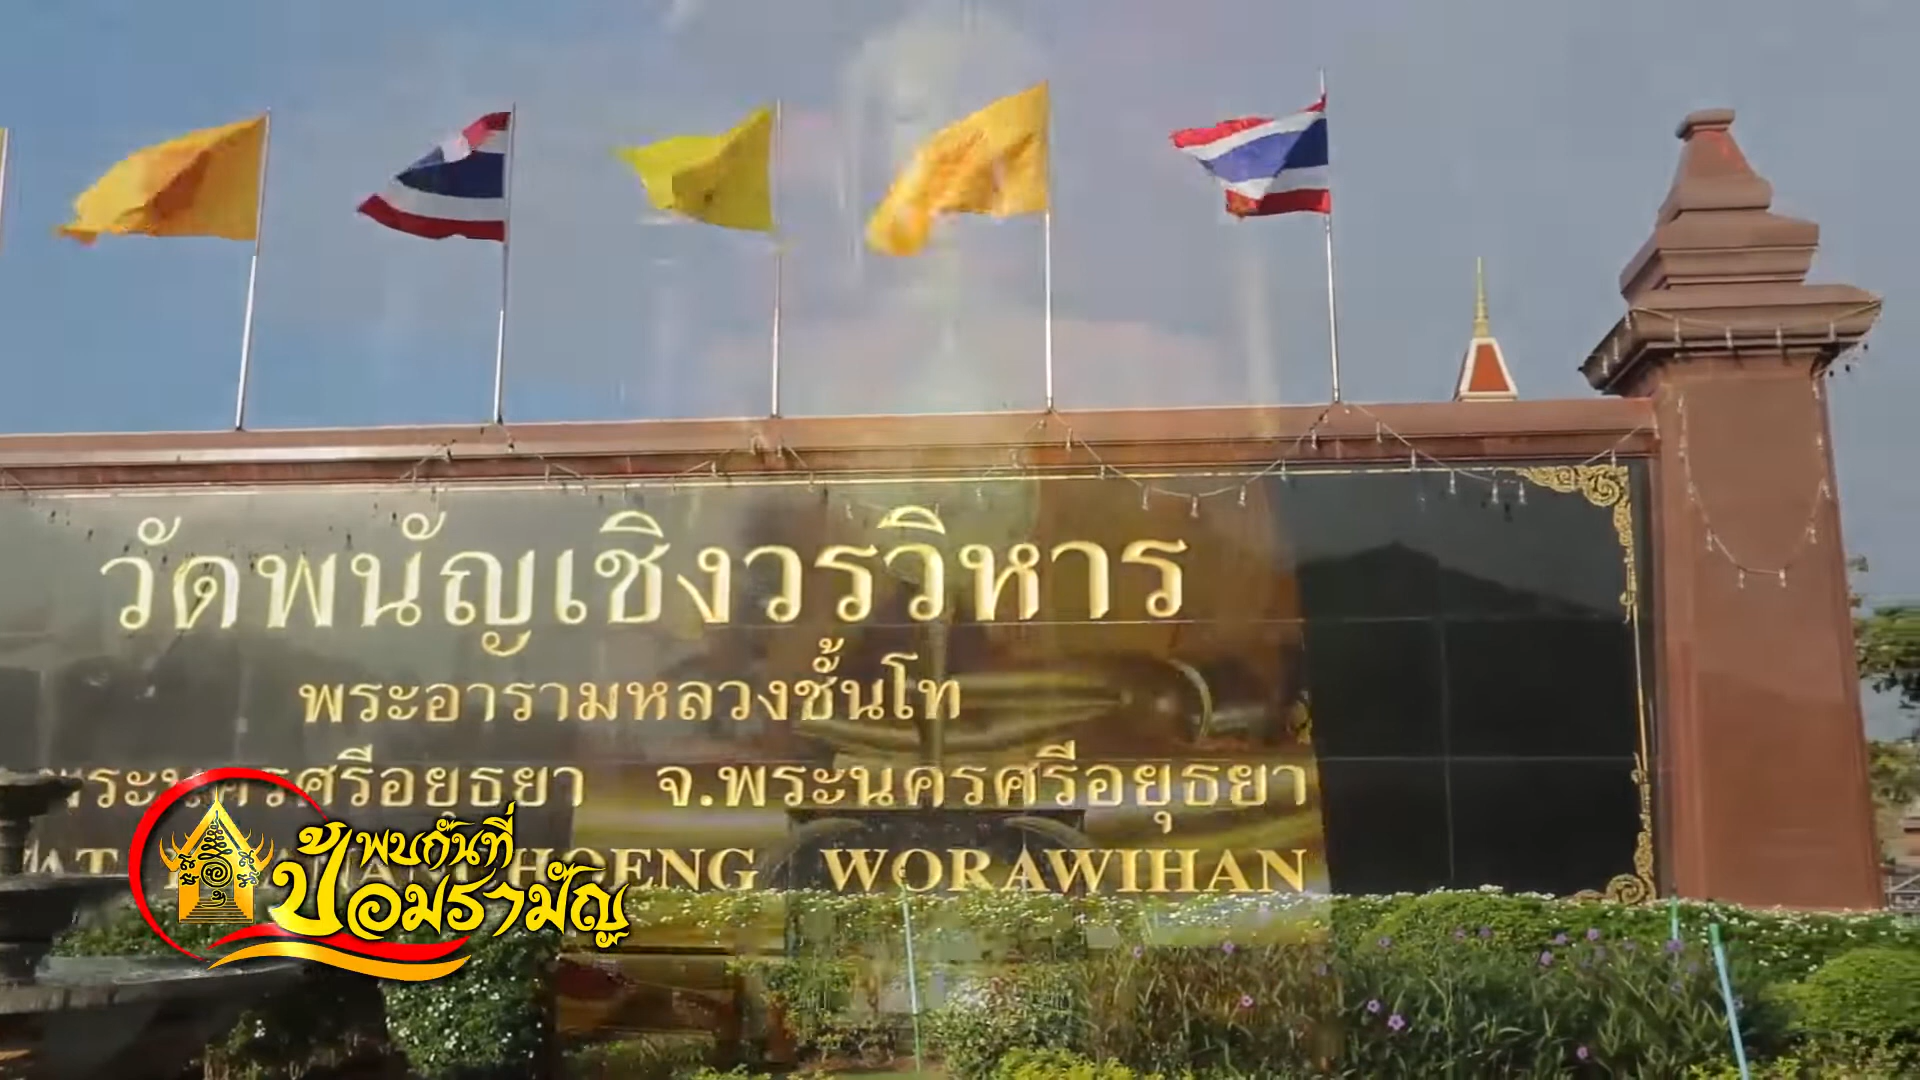 วัดพนัญเชิงวรวิหาร
พระอารามหลวงชั้นโท
พระนครศรีอยุธยา จ.พระนครศรีอยุธยา
WORAWIHAN
พบกันที่
ป้อมรามัญ